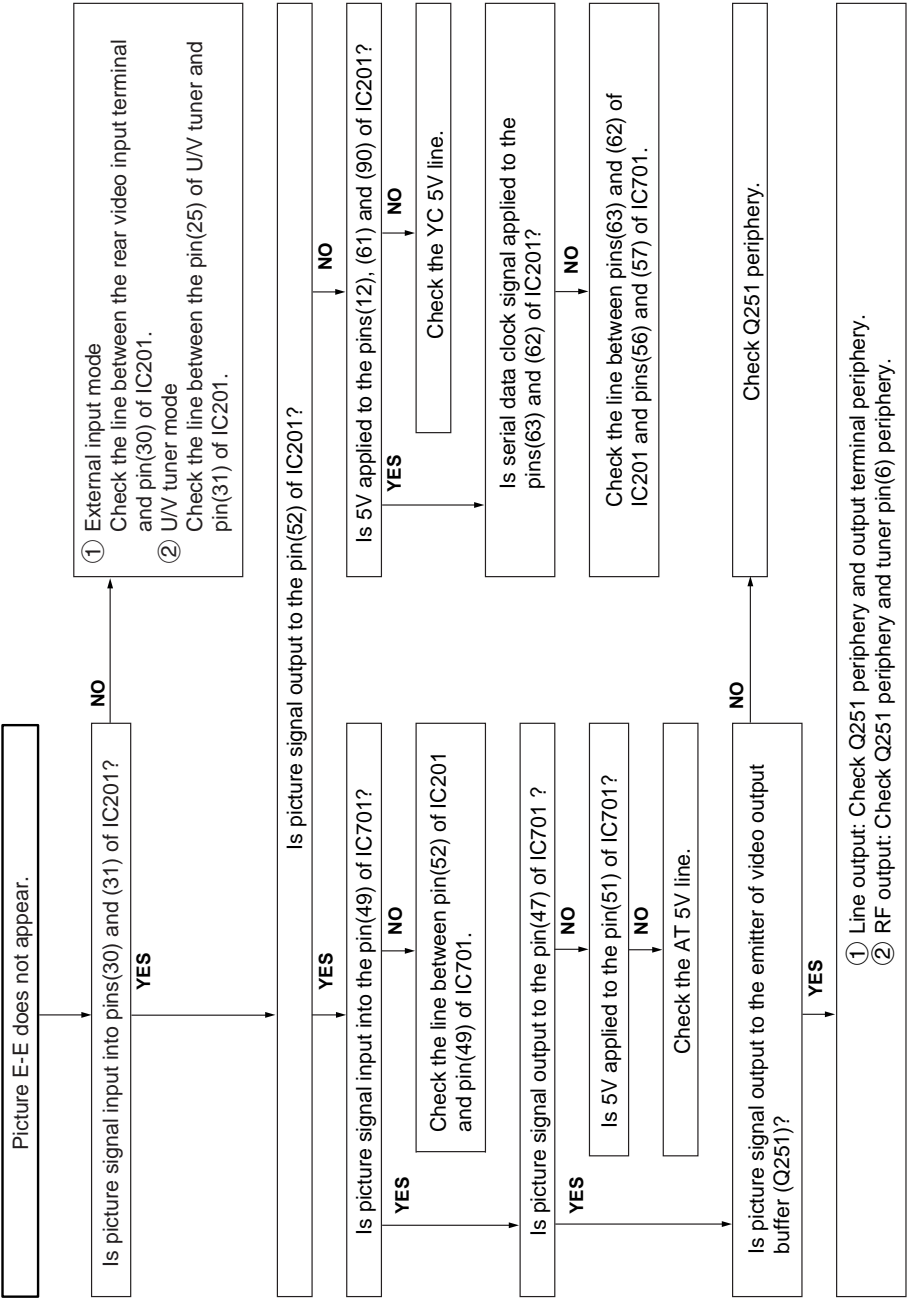 Picture E-E does not appear.
Is picture signal input into pins(30) and (31) of IC201?
NO
① External input mode
Check the line between the rear video input terminal
and pin(30) of IC201.
② U/V tuner mode
Check the line between the pin(25) of U/V tuner and
pin(31) of IC201.
YES
Is picture signal output to the pin(52) of IC201?
YES
NO
Is picture signal input into the pin(49) of IC701?
YES
NO
Check the line between pin(52) of IC201
and pin(49) of IC701.
Is 5V applied to the pins(12), (61) and (90) of IC201?
YES
NO
Check the YC 5V line.
Is serial data clock signal applied to the
pins(63) and (62) of IC201?
NO
Check the line between pins(63) and (62) of
IC201 and pins(56) and (57) of IC701.
Is picture signal output to the pin(47) of IC701 ?
YES
NO
Is 5V applied to the pin(51) of IC701?
NO
Check the AT 5V line.
Is picture signal output to the emitter of video output
buffer (Q251)?
NO
Check Q251 periphery.
YES
① Line output: Check Q251 periphery and output terminal periphery.
② RF output: Check Q251 periphery and tuner pin(6) periphery.